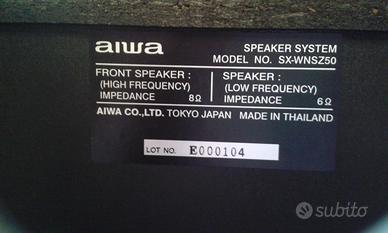 aiwa
SPEAKER SYSTEM
MODEL NO. SX-WNSZ50
FRONT SPEAKER :
(HIGH FREQUENCY)
IMPEDANCE 8Ω
SPEAKER :
(LOW FREQUENCY)
IMPEDANCE 6Ω
AIWA CO.,LTD. TOKYO JAPAN MADE IN THAILAND
LOT NO. E000104
subito